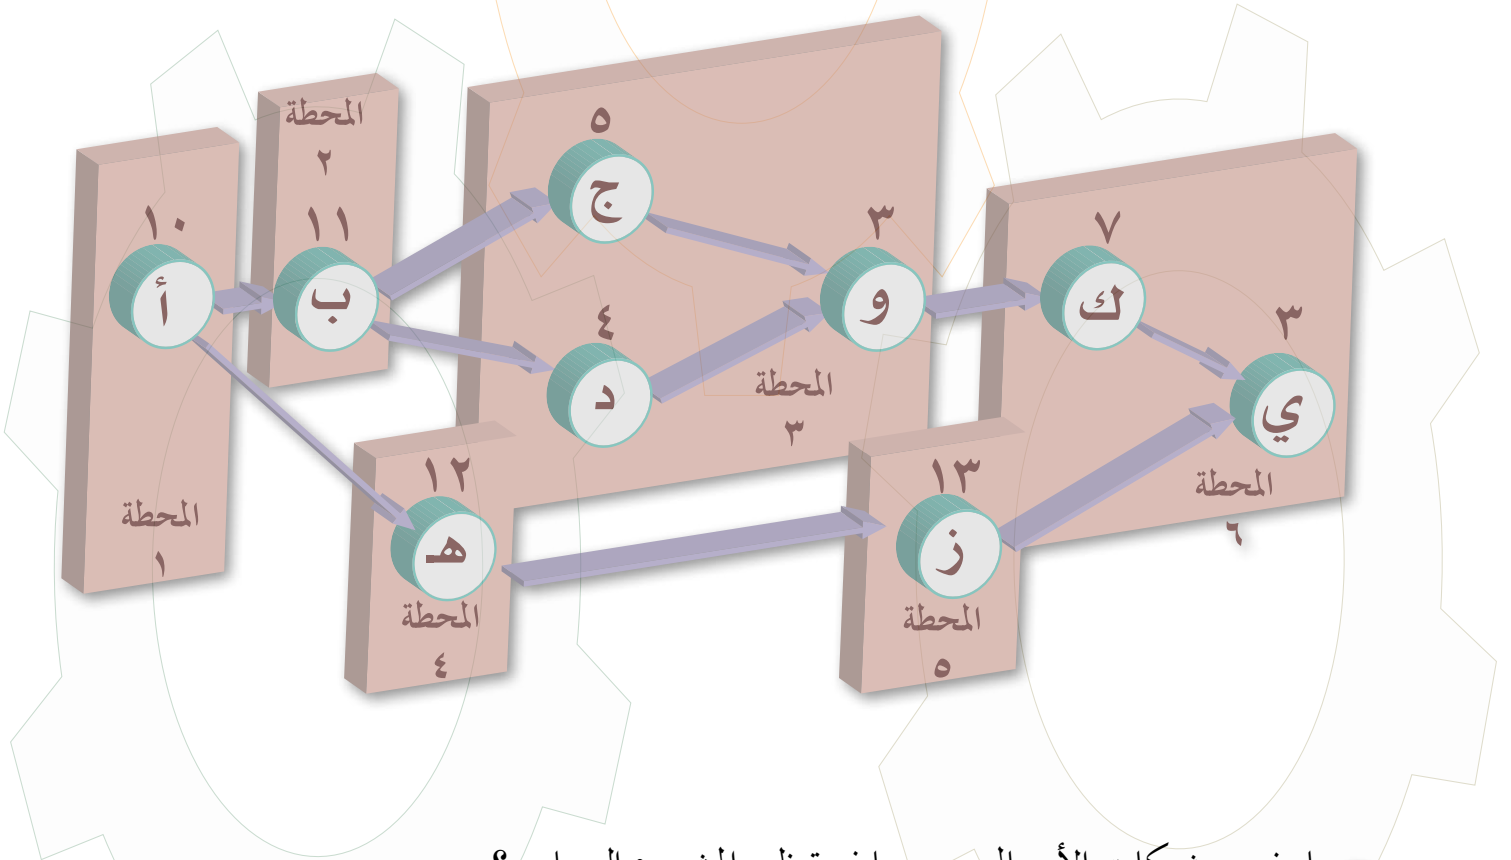 المحطة
٢
٥
١٠
١١
ج
٣
٧
أ
ب
و
ك
٤
٣
د
المحطة
٣
ي
١٢
١٣
المحطة
٦
المحطة
١
هـ
ز
المحطة
٤
المحطة
٥